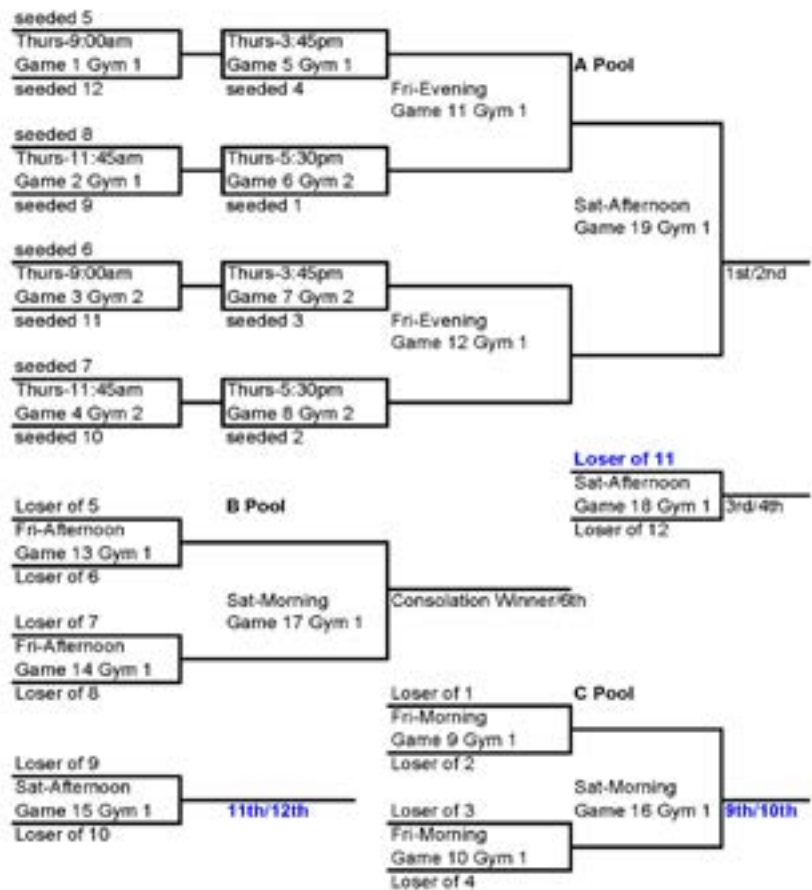 seeded 5
Thurs-9:00am
Game 1 Gym 1
seeded 12
Thurs-3:45pm
Game 5 Gym 1
seeded 4
Fri-Evening
Game 11 Gym 1
A Pool
seeded 8
Thurs-11:45am
Game 2 Gym 1
seeded 9
Thurs-5:30pm
Game 6 Gym 2
seeded 1
Sat-Afternoon
Game 19 Gym 1
1st/2nd
seeded 6
Thurs-9:00am
Game 3 Gym 2
seeded 11
Thurs-3:45pm
Game 7 Gym 2
seeded 3
Fri-Evening
Game 12 Gym 1
seeded 7
Thurs-11:45am
Game 4 Gym 2
seeded 10
Thurs-5:30pm
Game 8 Gym 2
seeded 2
Loser of 11
Sat-Afternoon
Game 18 Gym 1
Loser of 12
3rd/4th
Loser of 5
Fri-Afternoon
Game 13 Gym 1
Loser of 6
B Pool
Sat-Morning
Game 17 Gym 1
Consolation Winner/6th
Loser of 7
Fri-Afternoon
Game 14 Gym 1
Loser of 8
Loser of 1
Fri-Morning
Game 9 Gym 1
Loser of 2
C Pool
Sat-Morning
Game 16 Gym 1
9th/10th
Loser of 9
Sat-Afternoon
Game 15 Gym 1
Loser of 10
11th/12th
Loser of 3
Fri-Morning
Game 10 Gym 1
Loser of 4